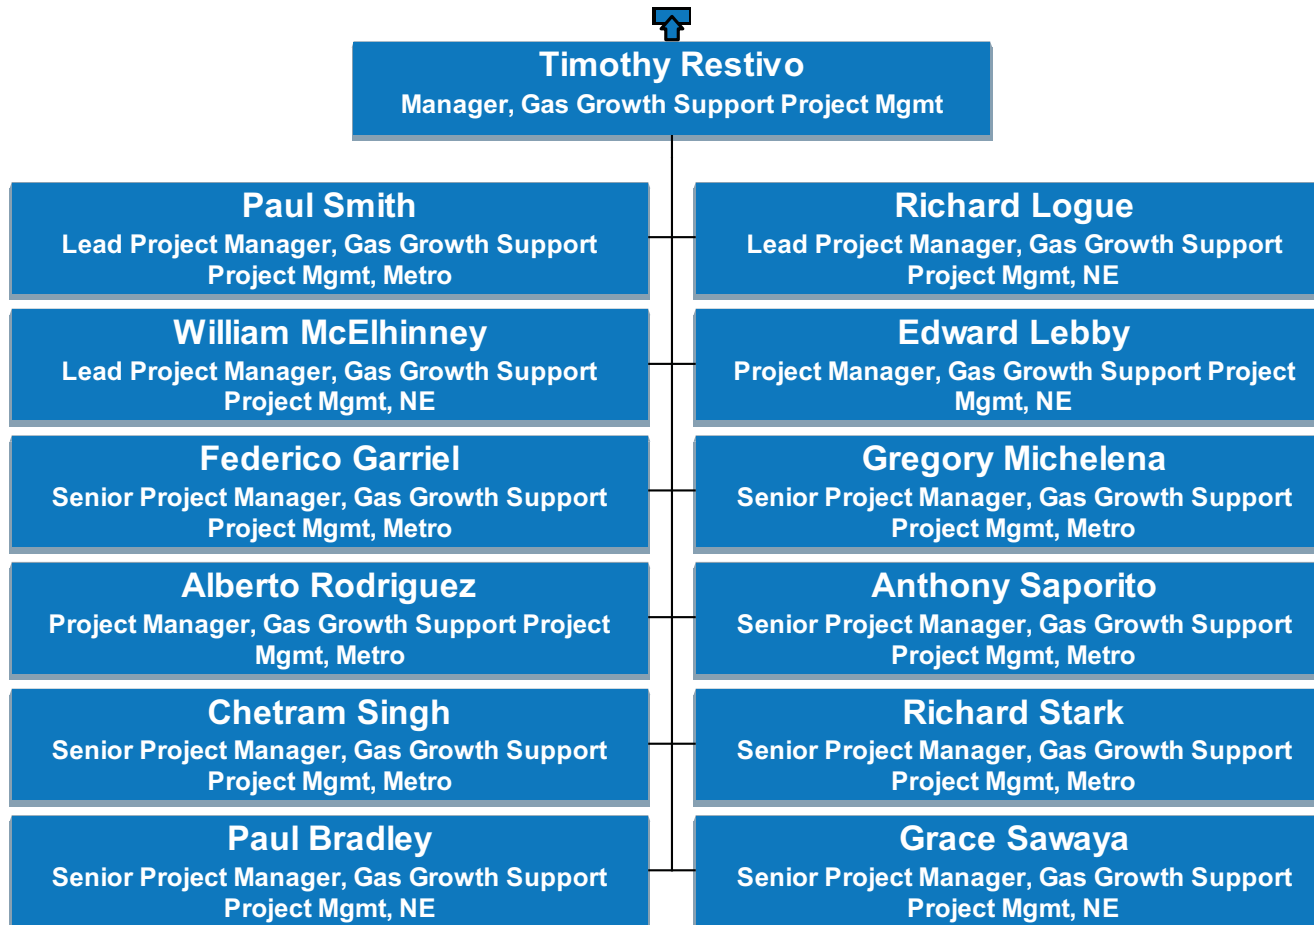 Timothy Restivo
Manager, Gas Growth Support Project Mgmt
Paul Smith
Lead Project Manager, Gas Growth Support
Project Mgmt, Metro
Richard Logue
Lead Project Manager, Gas Growth Support
Project Mgmt, NE
William McElhinney
Lead Project Manager, Gas Growth Support
Project Mgmt, NE
Edward Lebby
Project Manager, Gas Growth Support Project
Mgmt, NE
Federico Garriel
Senior Project Manager, Gas Growth Support
Project Mgmt, Metro
Gregory Michelena
Senior Project Manager, Gas Growth Support
Project Mgmt, Metro
Alberto Rodriguez
Project Manager, Gas Growth Support Project
Mgmt, Metro
Anthony Saporito
Senior Project Manager, Gas Growth Support
Project Mgmt, Metro
Chetram Singh
Senior Project Manager, Gas Growth Support
Project Mgmt, Metro
Richard Stark
Senior Project Manager, Gas Growth Support
Project Mgmt, Metro
Paul Bradley
Senior Project Manager, Gas Growth Support
Project Mgmt, NE
Grace Sawaya
Senior Project Manager, Gas Growth Support
Project Mgmt, NE